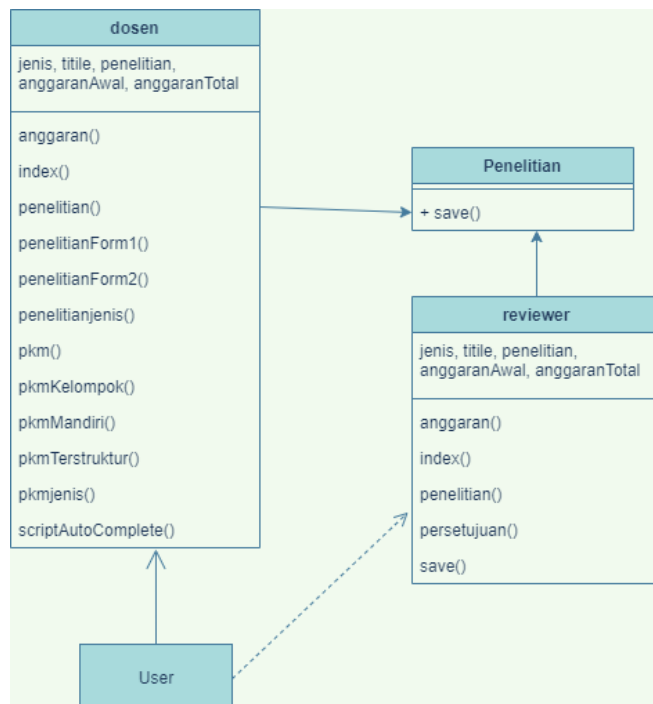 dosen
jenis, titile, penelitian,
anggaranAwal, anggaranTotal
anggaran()
index()
penelitian()
penelitianForm1()
penelitianForm2()
penelitianjenis()
pkm()
pkmKelompok()
pkmMandiri()
pkmTerstruktur()
pkmjenis()
scriptAutoComplete()
Penelitian
+ save()
reviewer
jenis, titile, penelitian,
anggaranAwal, anggaranTotal
anggaran()
index()
penelitian()
persetujuan()
save()
User